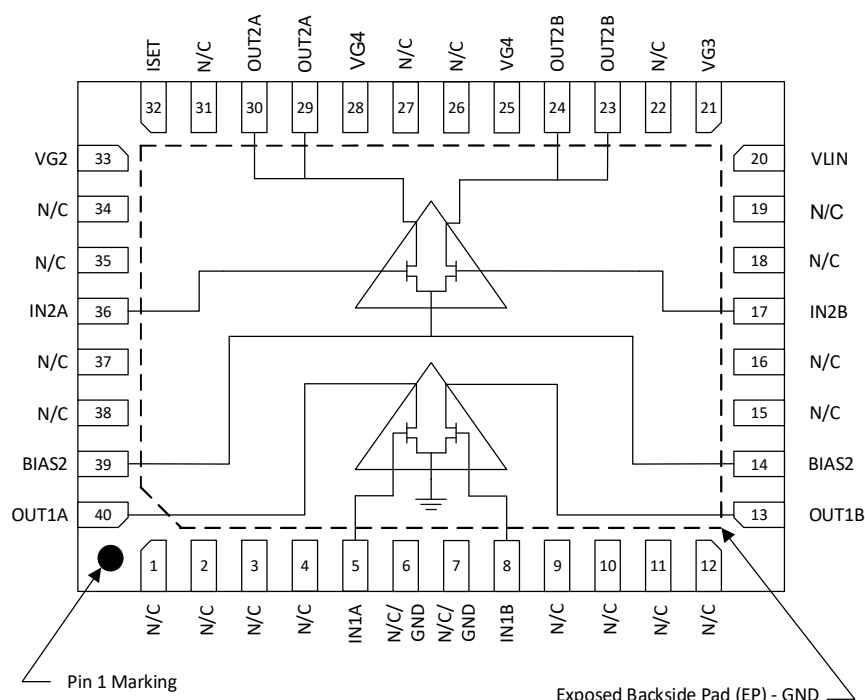 ISET
N/C
OUT2A
OUT2A
VG4
N/C
N/C
VG4
OUT2B
OUT2B
N/C
VG3
32
31
30
29
28
27
26
25
24
23
22
21
VG2
33
20
VLIN
N/C
34
19
N/C
N/C
35
18
N/C
IN2A
36
17
IN2B
N/C
37
16
N/C
N/C
38
15
N/C
BIAS2
39
14
BIAS2
OUT1A
40
13
OUT1B
1
2
3
4
5
6
7
8
9
10
11
12
N/C
N/C
N/C
N/C
IN1A
N/C/
GND
N/C/
GND
IN1B
N/C
N/C
N/C
N/C
Pin 1 Marking
Exposed Backside Pad (EP) - GND